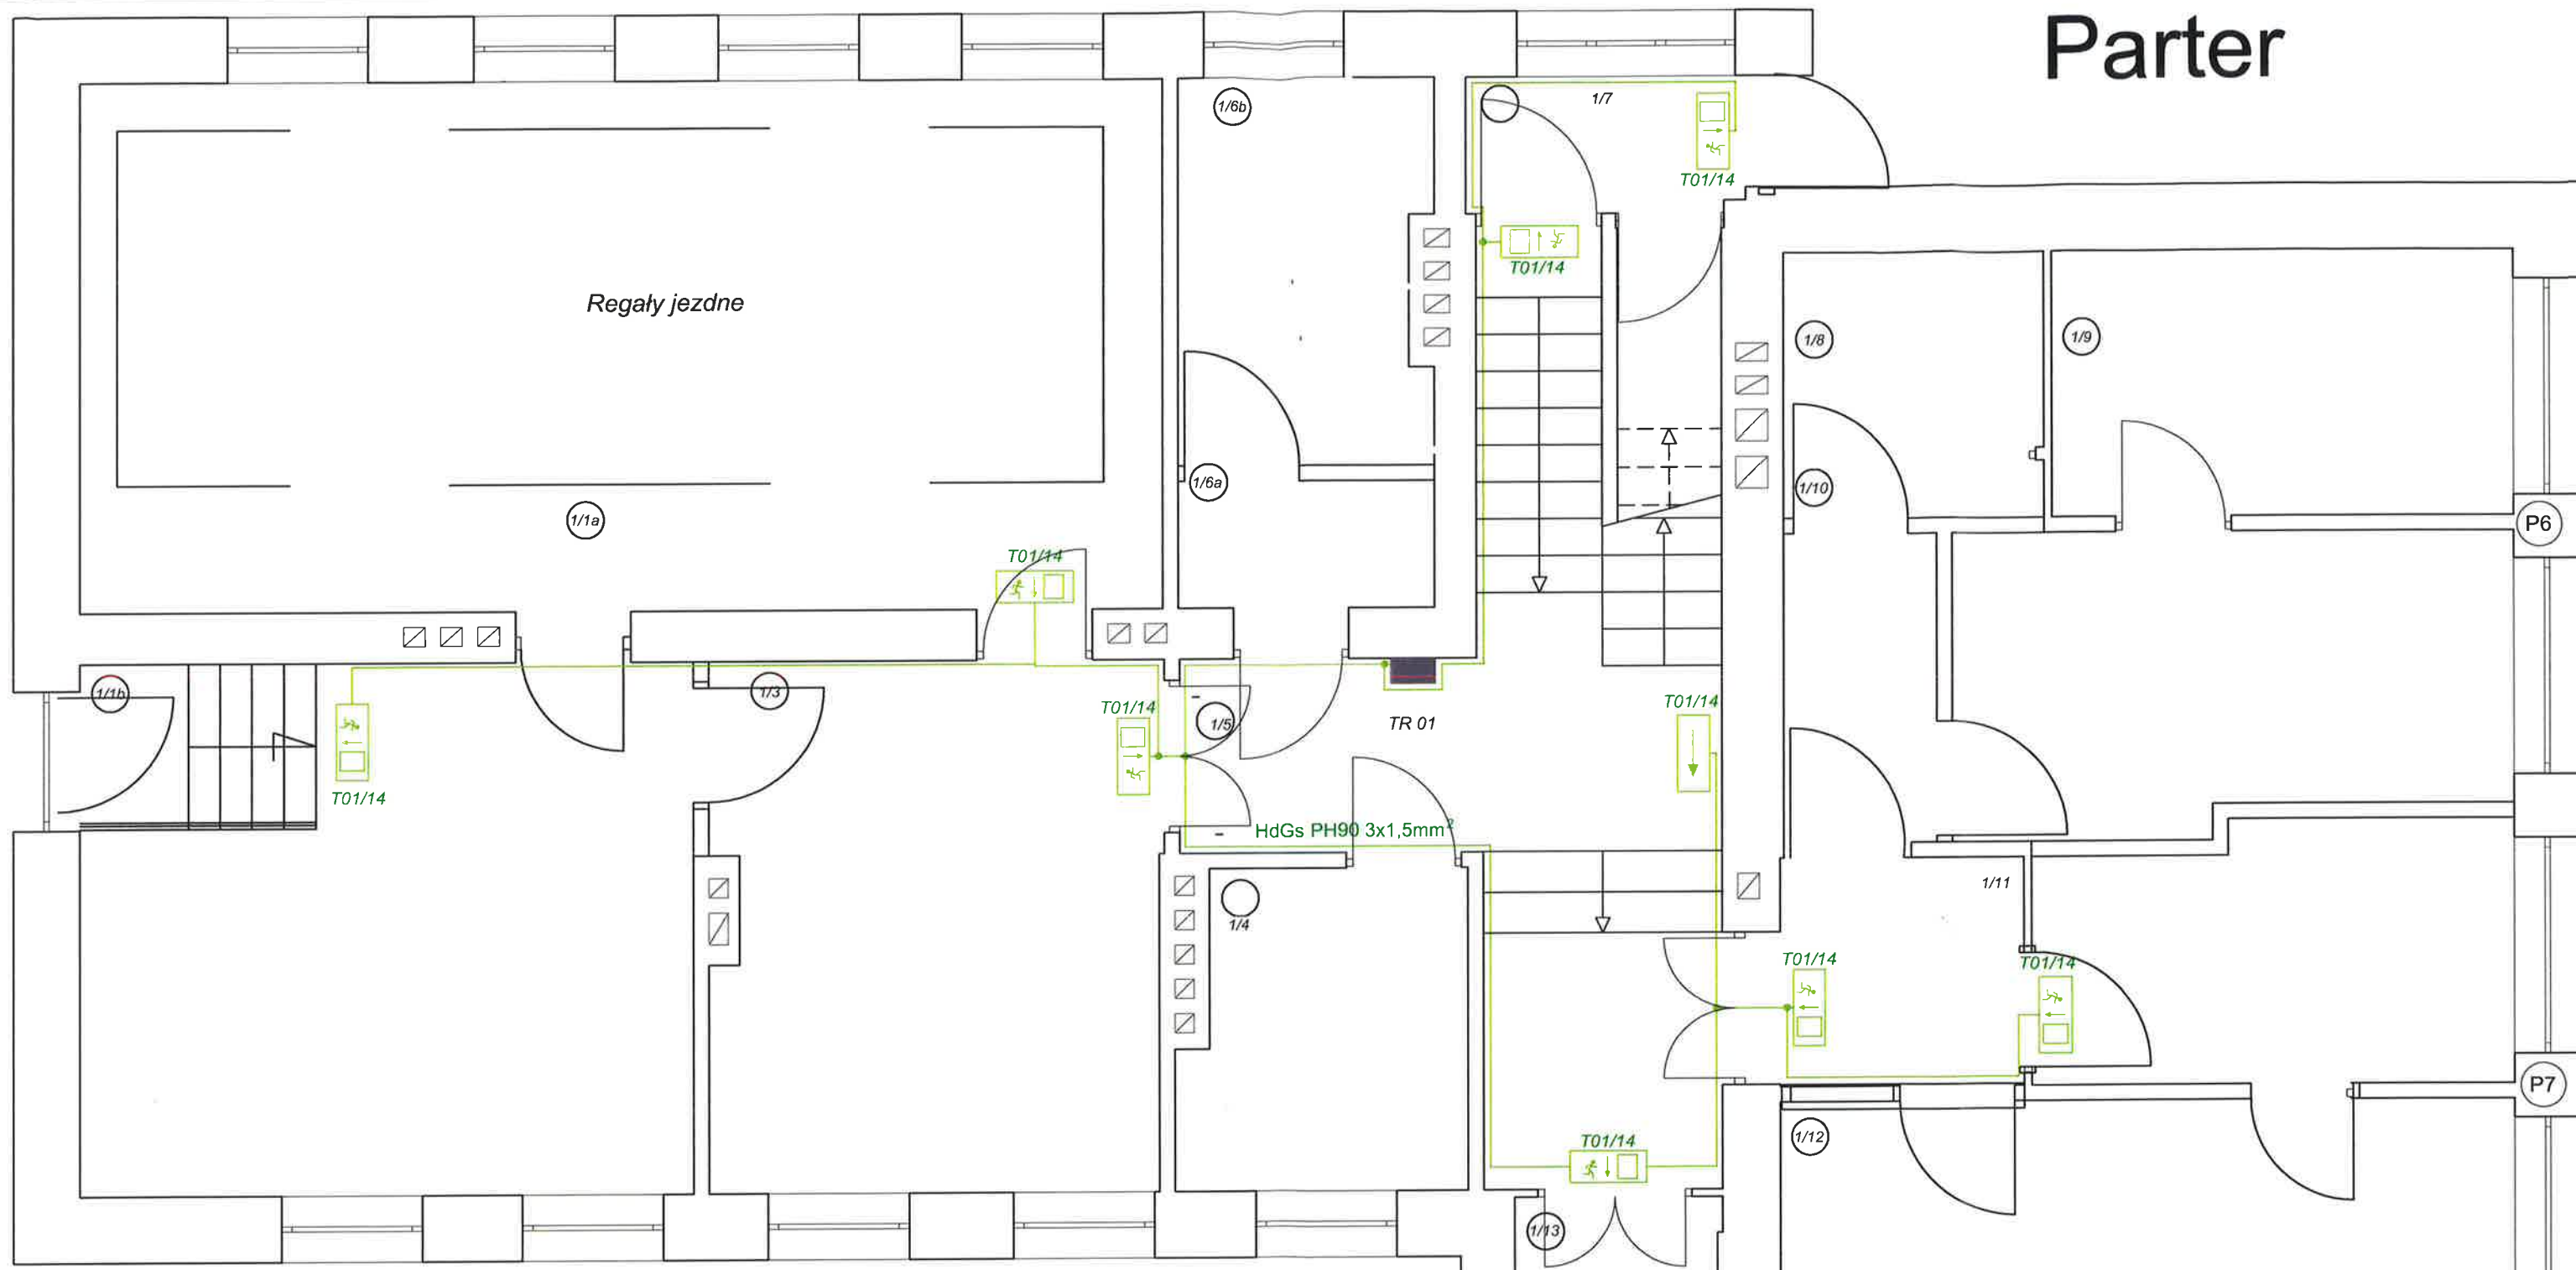 Parter
1/6b
1/7
T01/14
T01/14
Regały jezdne
1/8
1/9
1/6a
1/10
1/1a
P6
T01/14
1/1b
1/3
T01/14
1/5
TR 01
T01/14
T01/14
HdGs PH90 3x1,5mm²
1/11
1/4
T01/14
T01/14
P7
1/12
T01/14
1/13